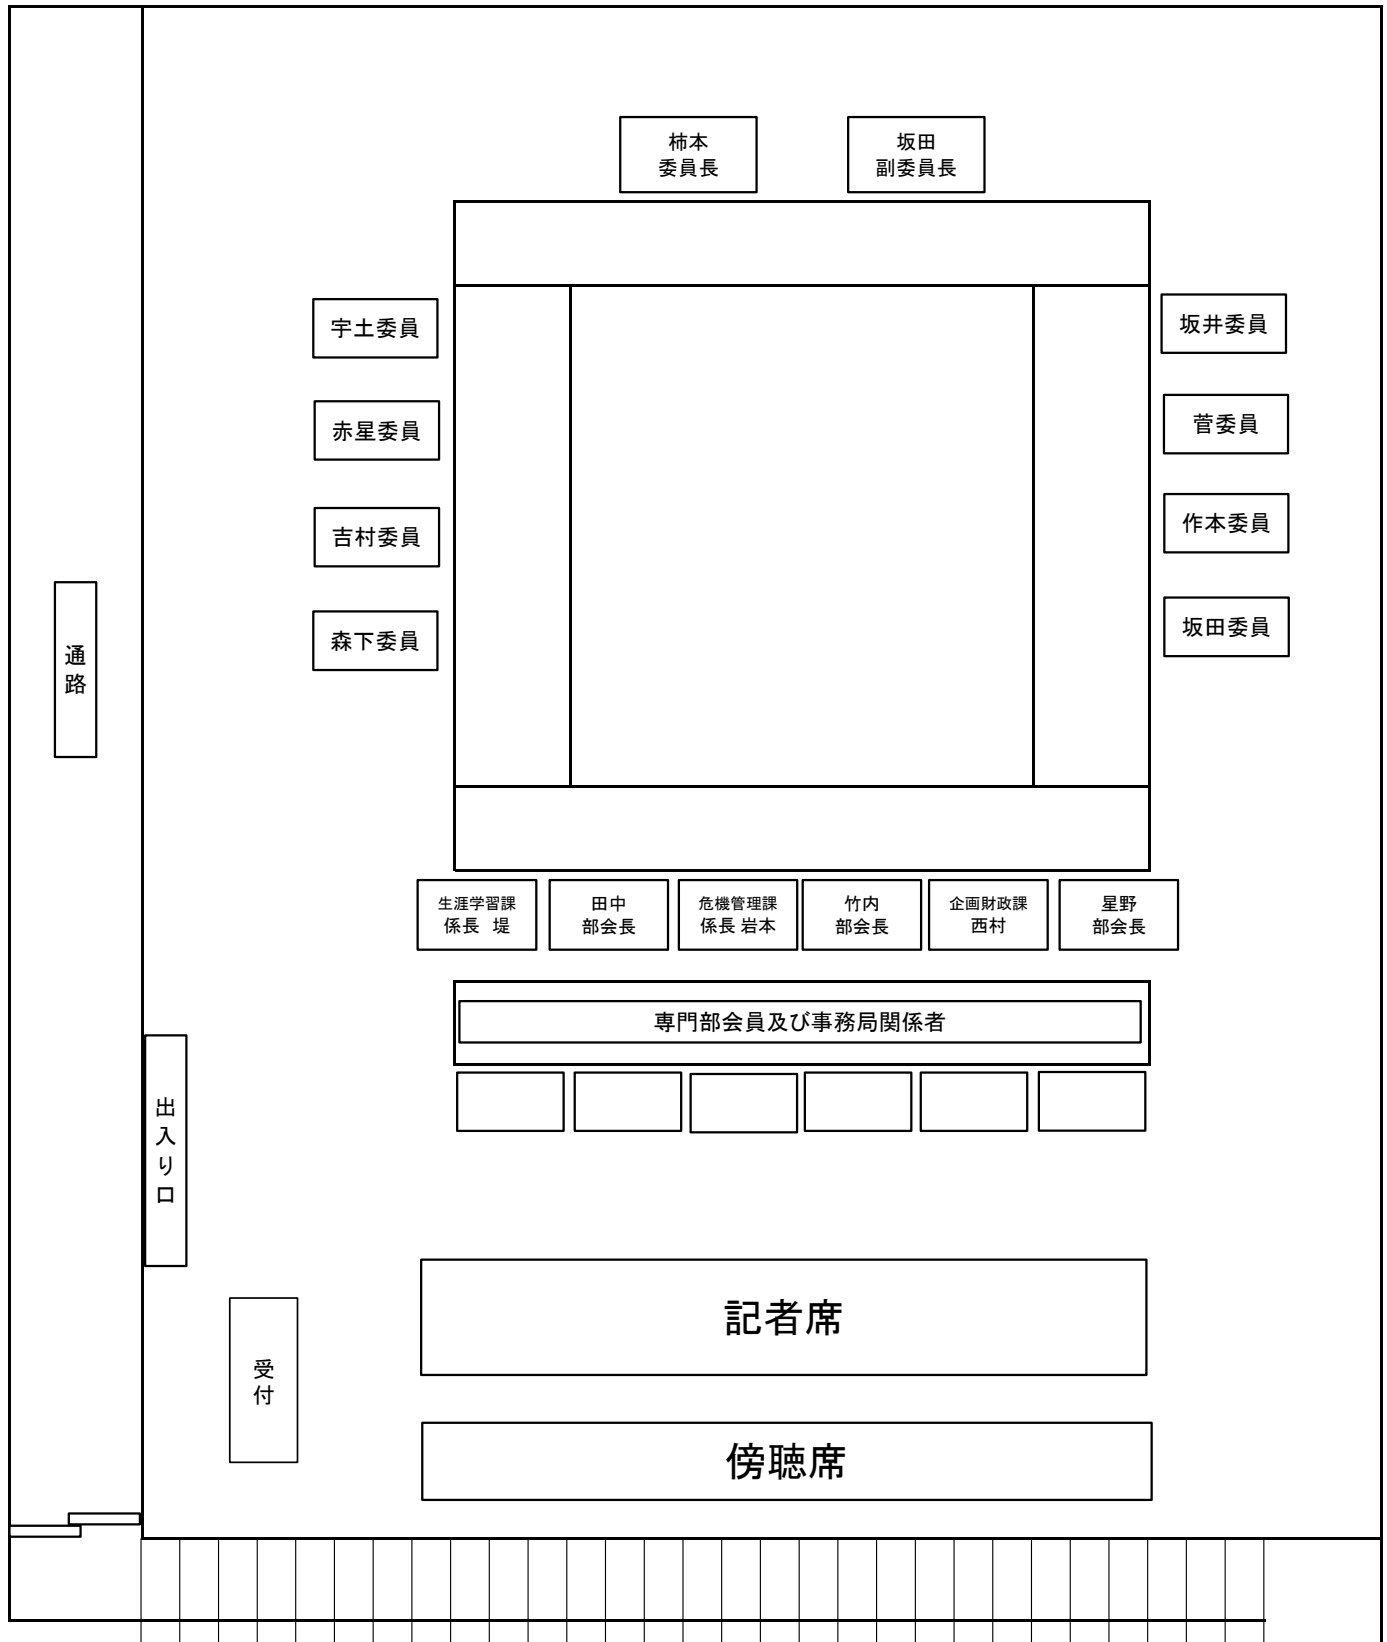 柿本
委員長
坂田
副委員長
宇土委員
坂井委員
赤星委員
菅委員
吉村委員
作本委員
森下委員
坂田委員
通路
生涯学習課
係長 堤
田中
部会長
危機管理課
係長 岩本
竹内
部会長
企画財政課
西村
星野
部会長
専門部会員及び事務局関係者
出入り口
記者席
受付
傍聴席